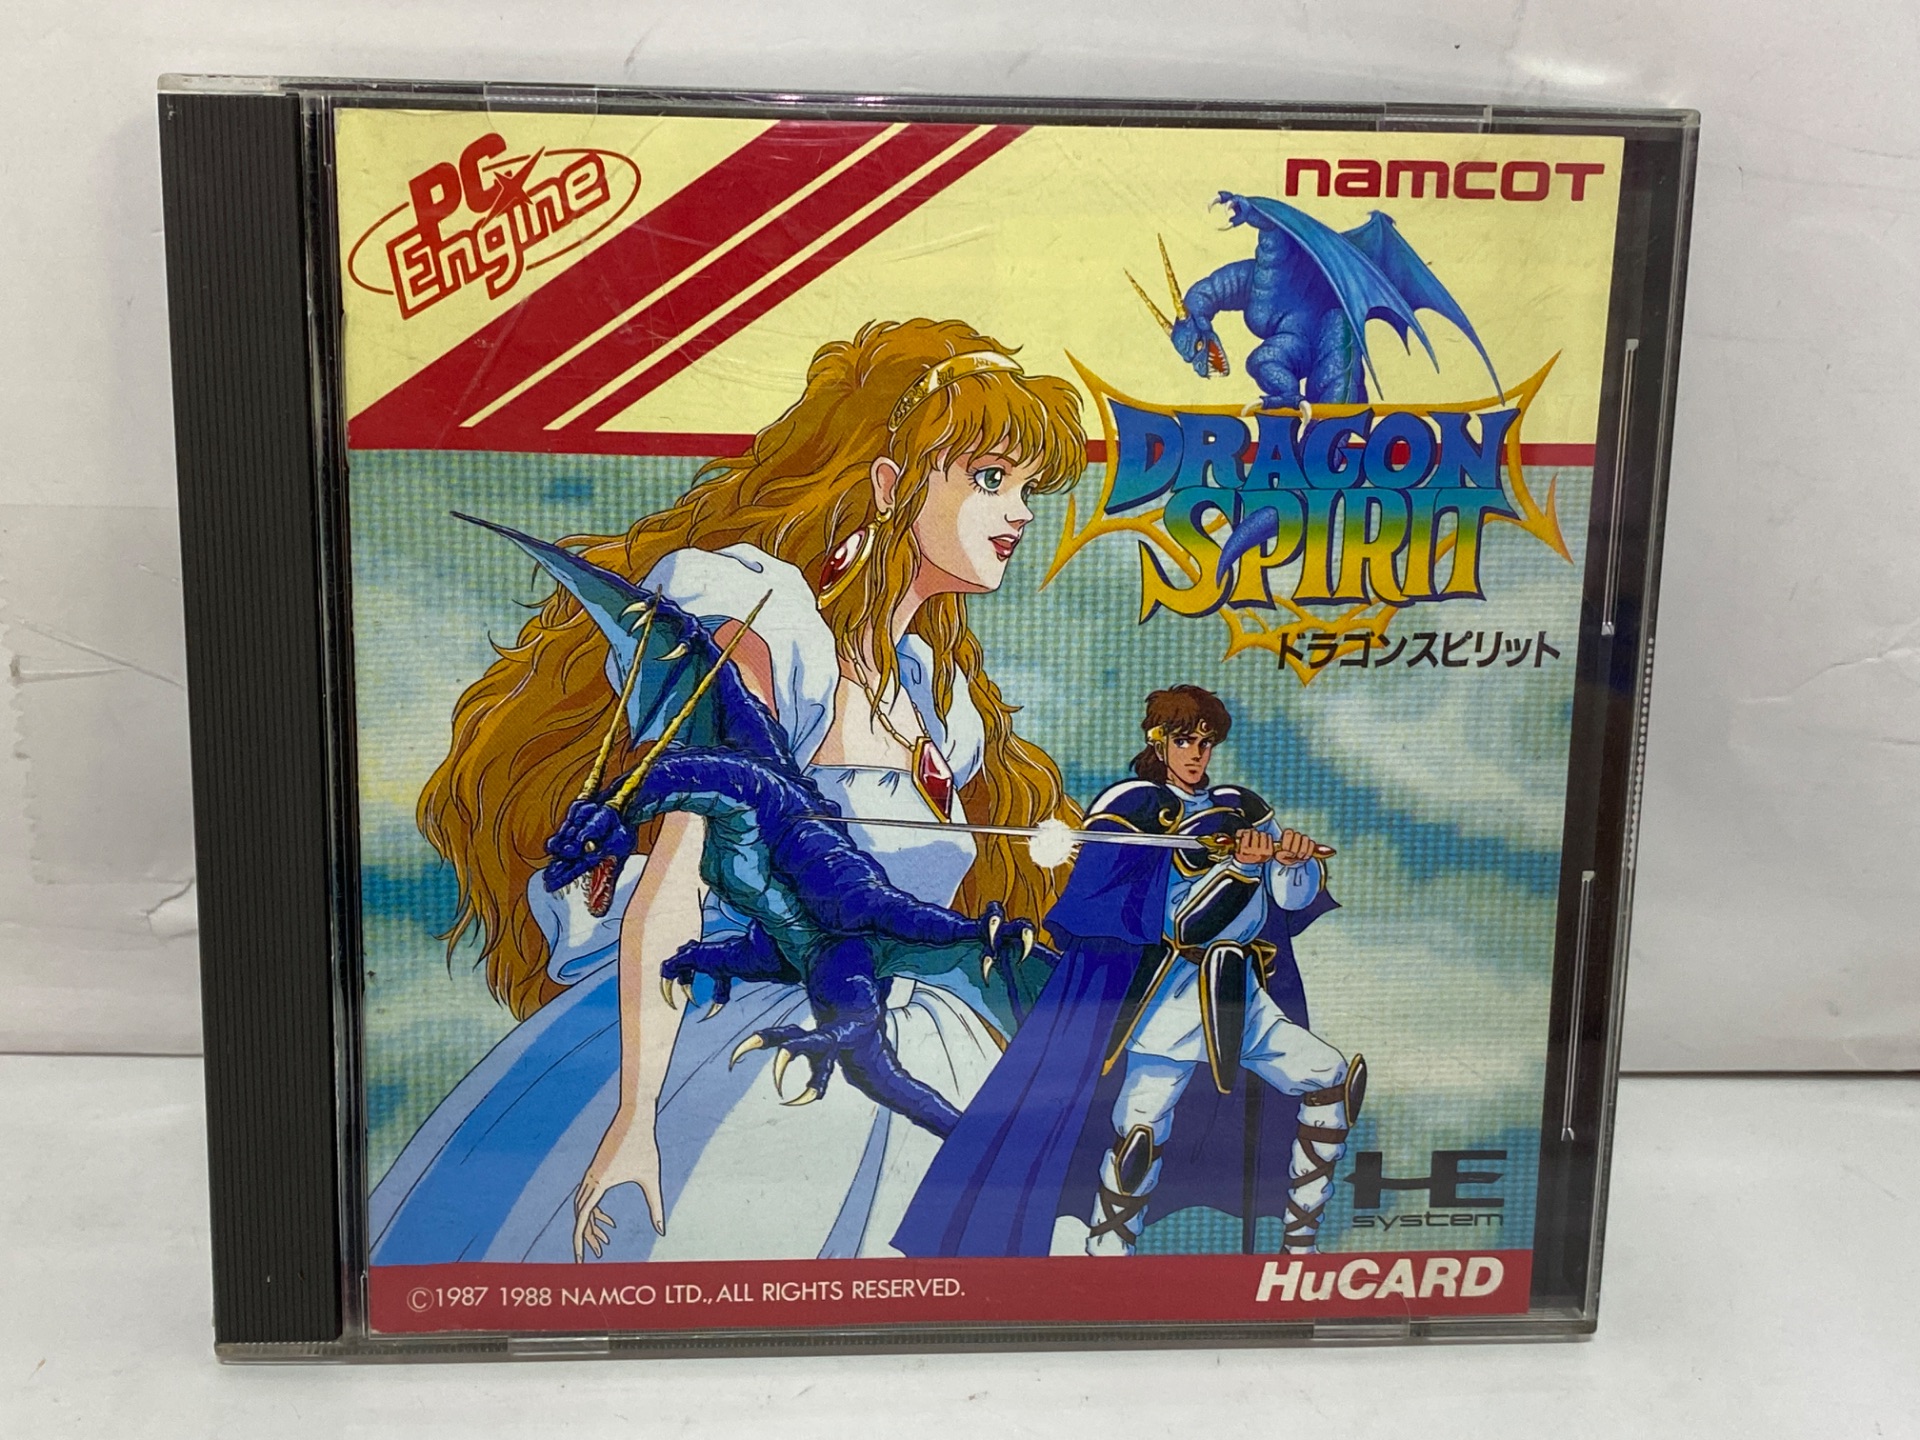 PC Engine
namcoT
DRAGON
SPIRIT
ドラゴンスピリット
HE
system
HuCARD
©1987 1988 NAMCO LTD., ALL RIGHTS RESERVED.